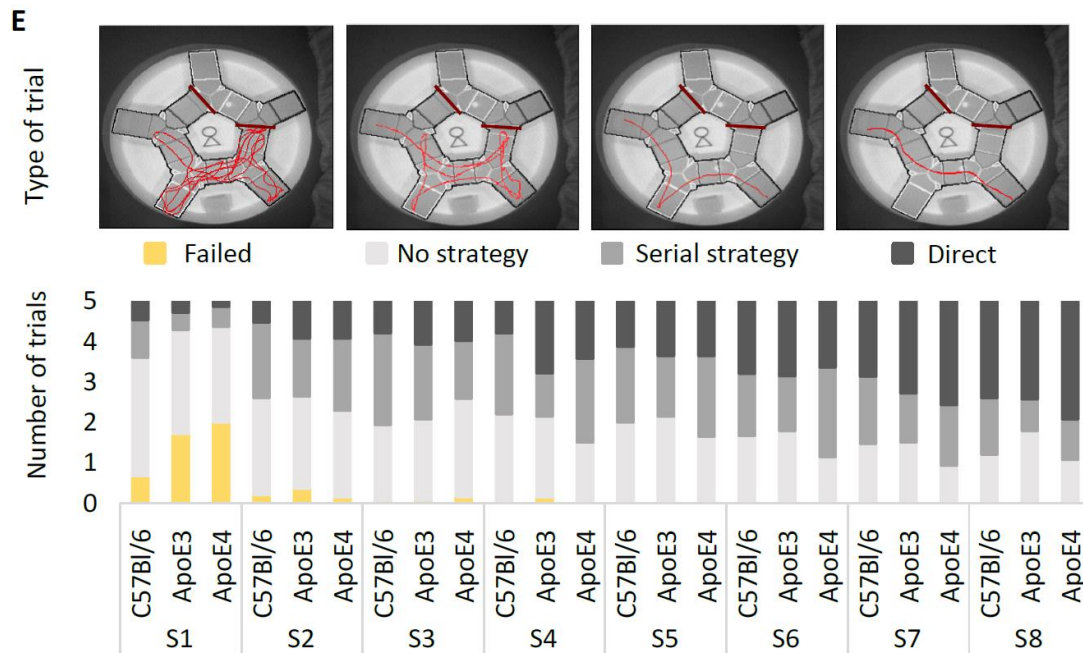 E
Type of trial
Failed
No strategy
Serial strategy
Direct
Number of trials
5
4
3
2
1
0
C57Bl/6
ApoE3
ApoE4
C57Bl/6
ApoE3
ApoE4
C57Bl/6
ApoE3
ApoE4
C57Bl/6
ApoE3
ApoE4
C57Bl/6
ApoE3
ApoE4
C57Bl/6
ApoE3
ApoE4
C57Bl/6
ApoE3
ApoE4
C57Bl/6
ApoE3
ApoE4
S1
S2
S3
S4
S5
S6
S7
S8